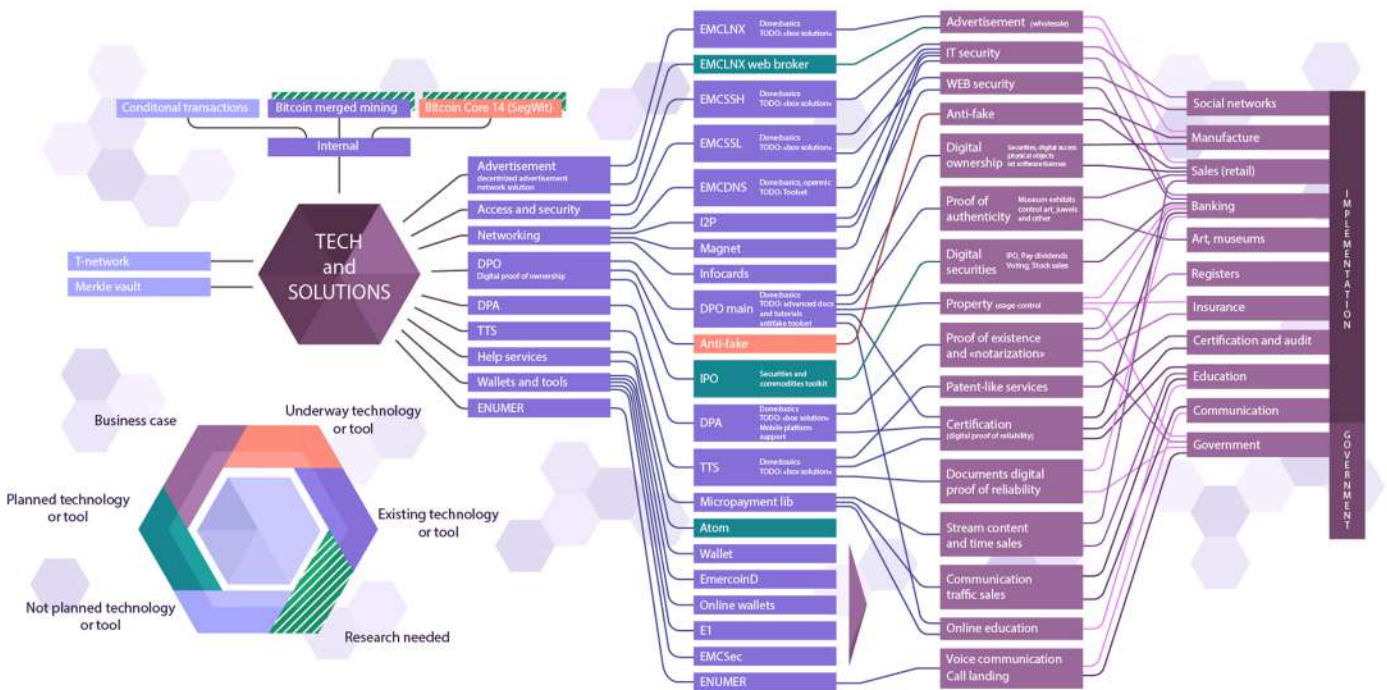 Conditonal transactions
Bitcoin merged mining
Bitcoin Core 14 (SegWit)
Internal
TECH
and
SOLUTIONS
T-network
Merkle vault
Advertisement
decentrized advertisement
network solution
Access and security
Networking
DPO
Digital proof of ownership
DPA
TTS
Help services
Wallets and tools
ENUMER
Business case
Underway technology
or tool
Planned technology
or tool
Existing technology
or tool
Not planned technology
or tool
Research needed
EMCLNX
Done:basics
TODO: «box solution»
EMCLNX web broker
EMCSSH
Done:basics
TODO: «box solution»
EMCSSL
Done:basics
TODO: «box solution»
EMCDNS
Done:basics, opennic
TODO: Toolset
I2P
Magnet
Infocards
DPO main
Done:basics
TODO: advanced docs
and tutorials
antifake toolset
Anti-fake
IPO
Securities and
commodities toolkit
DPA
Done:basics
TODO: «box solution»
Mobile platform
support
TTS
Done:basics
TODO: «box solution»
Micropayment lib
Atom
Wallet
EmercoinD
Online wallets
E1
EMCSec
ENUMER
Advertisement (wholesale)
IT security
WEB security
Anti-fake
Digital
ownership
Securities, digital access
physical objects
Proof of
authenticity
Museum exhibits
control art, juwels
and other
Digital
securities
IPO, Pay dividends
Voting, Stock sales
Property usage control
Proof of existence
and «notarization»
Patent-like services
Certification
(digital proof of reliability)
Documents digital
proof of reliability
Stream content
and time sales
Communication
traffic sales
Online education
Voice communication
Call landing
Social networks
Manufacture
Sales (retail)
Banking
Art, museums
Registers
Insurance
Certification and audit
Education
Communication
Government
IMPLEMENTATION
GOVERNMENT